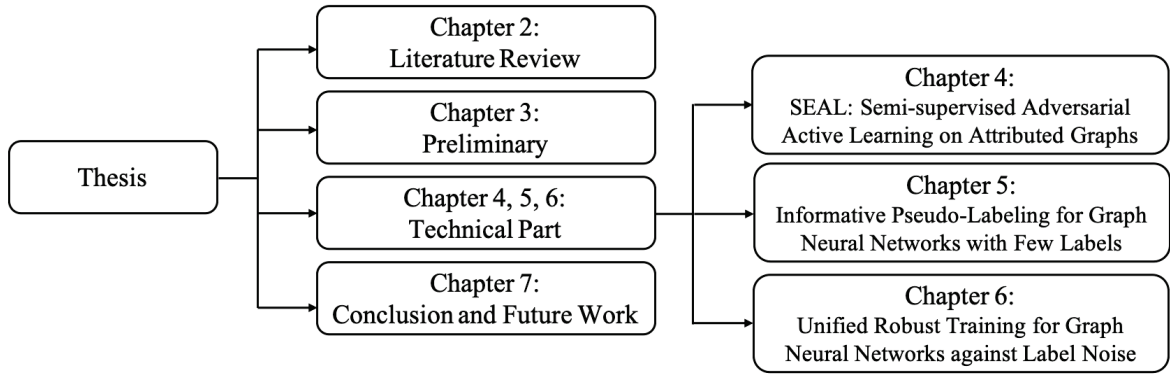 Thesis
Chapter 2:
Literature Review
Chapter 3:
Preliminary
Chapter 4, 5, 6:
Technical Part
Chapter 7:
Conclusion and Future Work
Chapter 4:
SEAL: Semi-supervised Adversarial
Active Learning on Attributed Graphs
Chapter 5:
Informative Pseudo-Labeling for Graph
Neural Networks with Few Labels
Chapter 6:
Unified Robust Training for Graph
Neural Networks against Label Noise